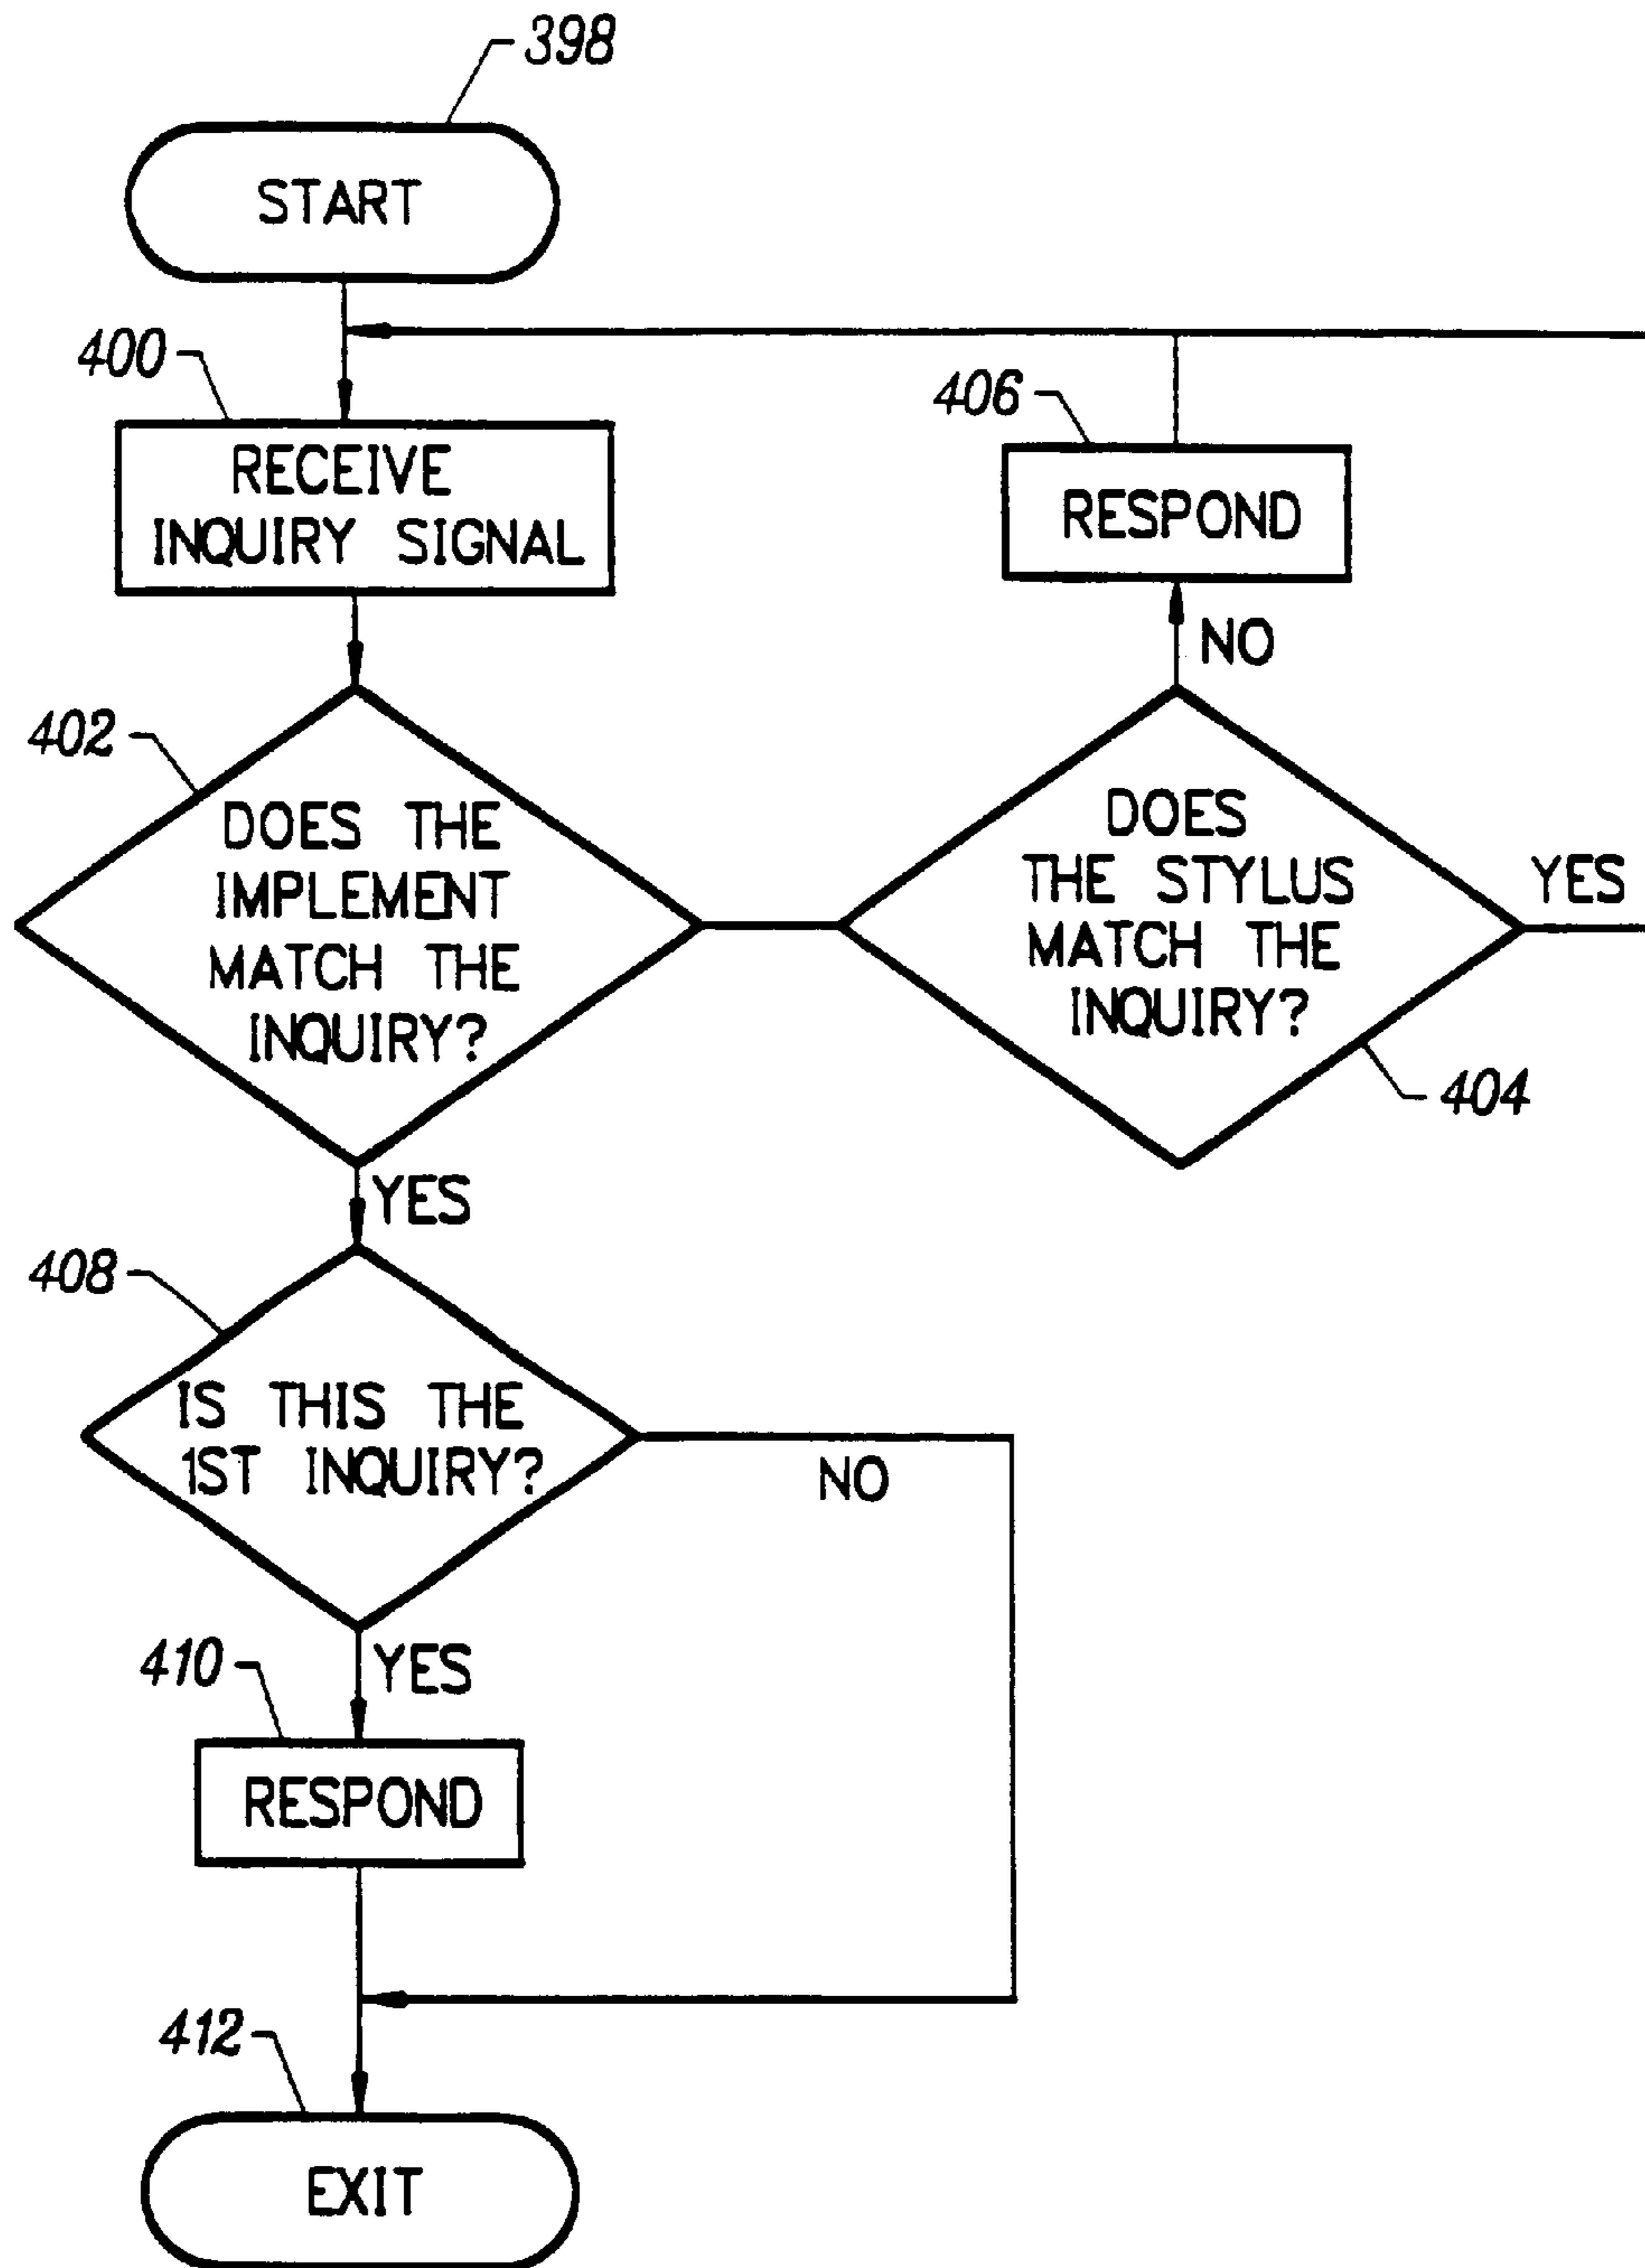 398
START
400
RECEIVE
INQUIRY SIGNAL
406
RESPOND
NO
402
DOES THE
IMPLEMENT
MATCH THE
INQUIRY?
DOES
THE STYLUS
MATCH THE
INQUIRY?
YES
404
YES
408
IS THIS THE
1ST INQUIRY?
NO
410
YES
RESPOND
412
EXIT